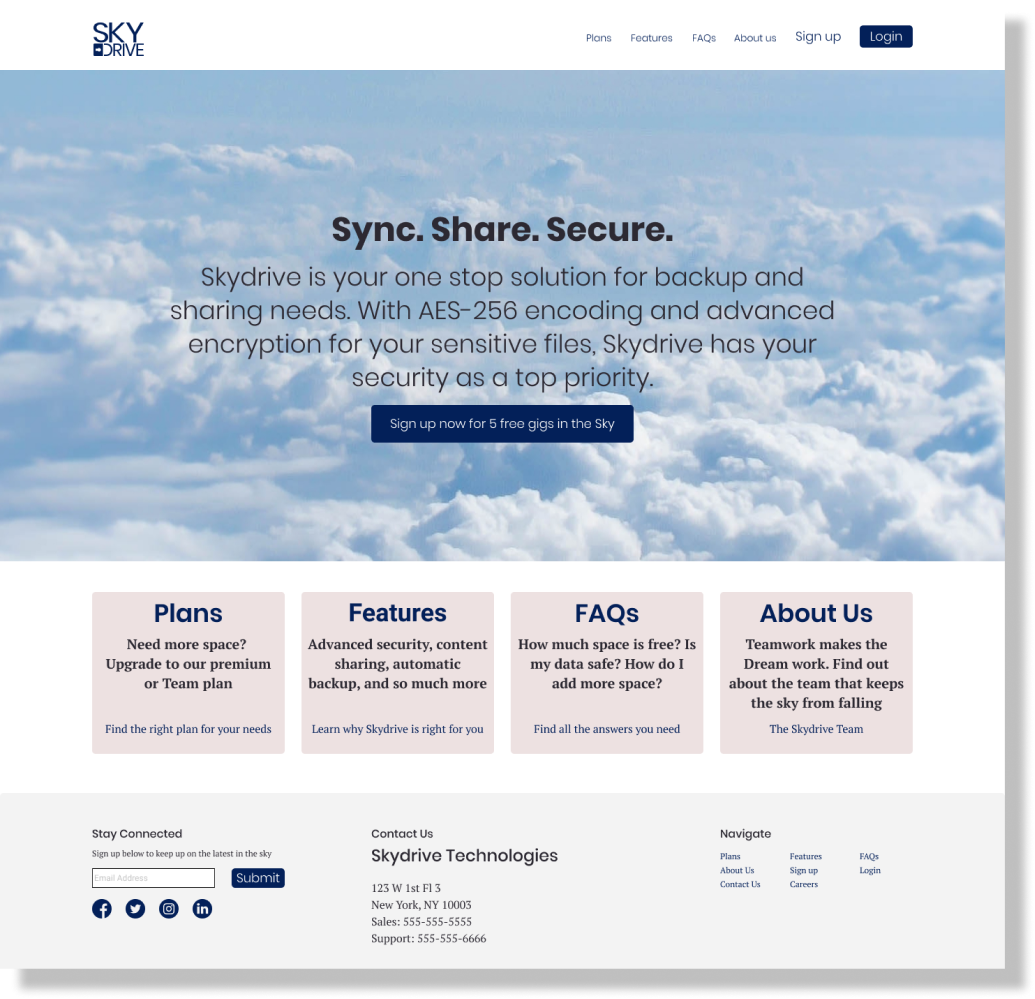 SKY
DRIVE
Plans Features FAQs About us Sign up Login
Sync. Share. Secure.
Skydrive is your one stop solution for backup and
sharing needs. With AES-256 encoding and advanced
encryption for your sensitive files, Skydrive has your
security as a top priority.
Sign up now for 5 free gigs in the Sky
Plans
Need more space?
Upgrade to our premium
or Team plan
Find the right plan for your needs
Features
Advanced security, content
sharing, automatic
backup, and so much more
Learn why Skydrive is right for you
FAQs
How much space is free? Is
my data safe? How do I
add more space?
Find all the answers you need
About Us
Teamwork makes the
Dream work. Find out
about the team that keeps
the sky from falling
The Skydrive Team
Stay Connected
Sign up below to keep up on the latest in the sky
Email Address Submit
Contact Us
Skydrive Technologies
123 W 1st Fl 3
New York, NY 10003
Sales: 555-555-5555
Support: 555-555-6666
Navigate
Plans Features FAQs
About Us Sign up Login
Contact Us Careers